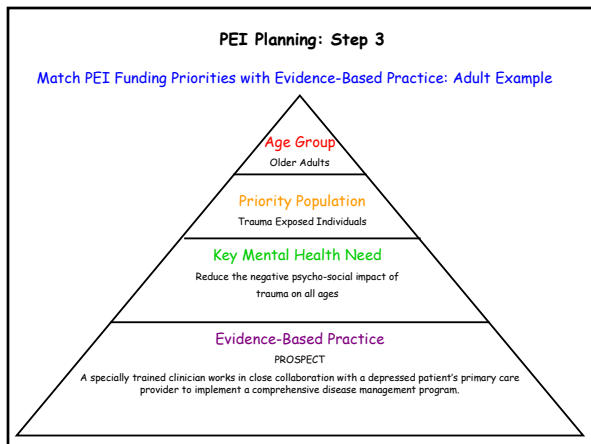 PEI Planning: Step 3
Match PEI Funding Priorities with Evidence-Based Practice: Adult Example
Age Group
Older Adults
Priority Population
Trauma Exposed Individuals
Key Mental Health Need
Reduce the negative psycho-social impact of
trauma on all ages
Evidence-Based Practice
PROSPECT
A specially trained clinician works in close collaboration with a depressed patient's primary care
provider to implement a comprehensive disease management program.